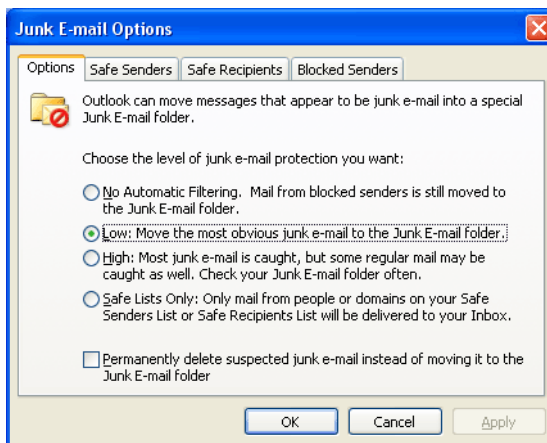 Junk E-mail Options
Options Safe Senders Safe Recipients Blocked Senders
Outlook can move messages that appear to be junk e-mail into a special
Junk E-mail folder.
Choose the level of junk e-mail protection you want:
No Automatic Filtering. Mail from blocked senders is still moved to
the Junk E-mail folder.
Low: Move the most obvious junk e-mail to the Junk E-mail folder.
High: Most junk e-mail is caught, but some regular mail may be
caught as well. Check your Junk E-mail folder often.
Safe Lists Only: Only mail from people or domains on your Safe
Senders List or Safe Recipients List will be delivered to your Inbox.
Permanently delete suspected junk e-mail instead of moving it to the
Junk E-mail folder
OK Cancel Apply